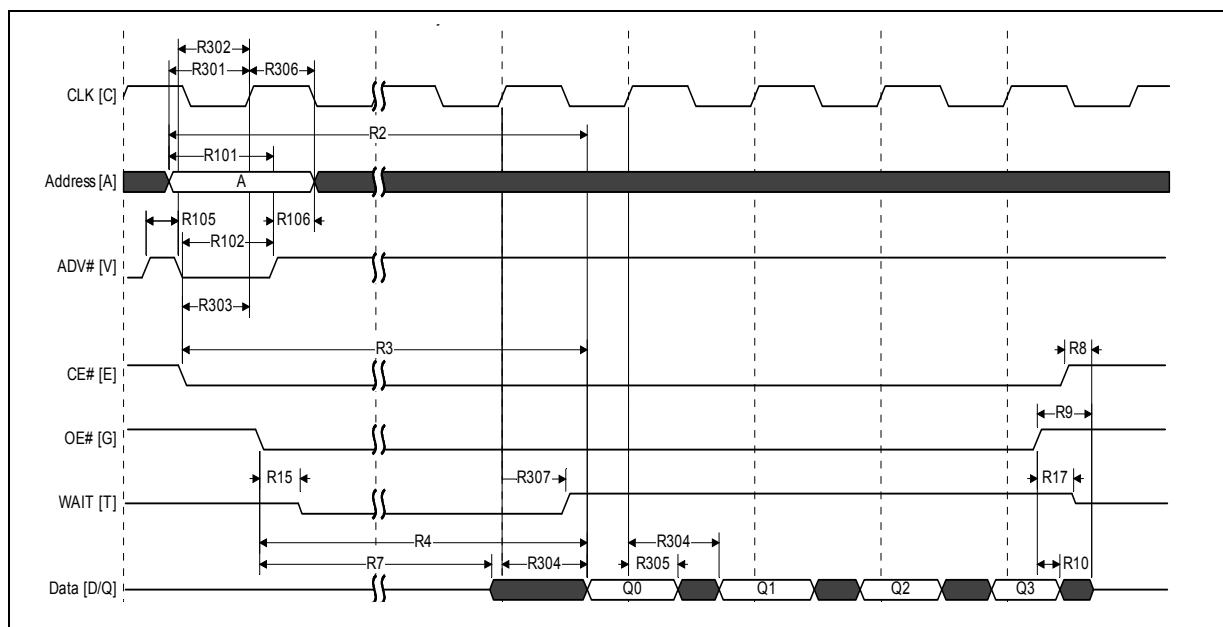 R302
R301 R306
CLK [C]
R2
R101
Address [A] A
R105 R106
R102
ADV# [V]
R303
R3
R8
CE# [E]
R9
OE# [G]
R15 R307 R17
WAIT [T]
R4 R304
R7 R304 R305 R10
Data [D/Q] Q0 Q1 Q2 Q3